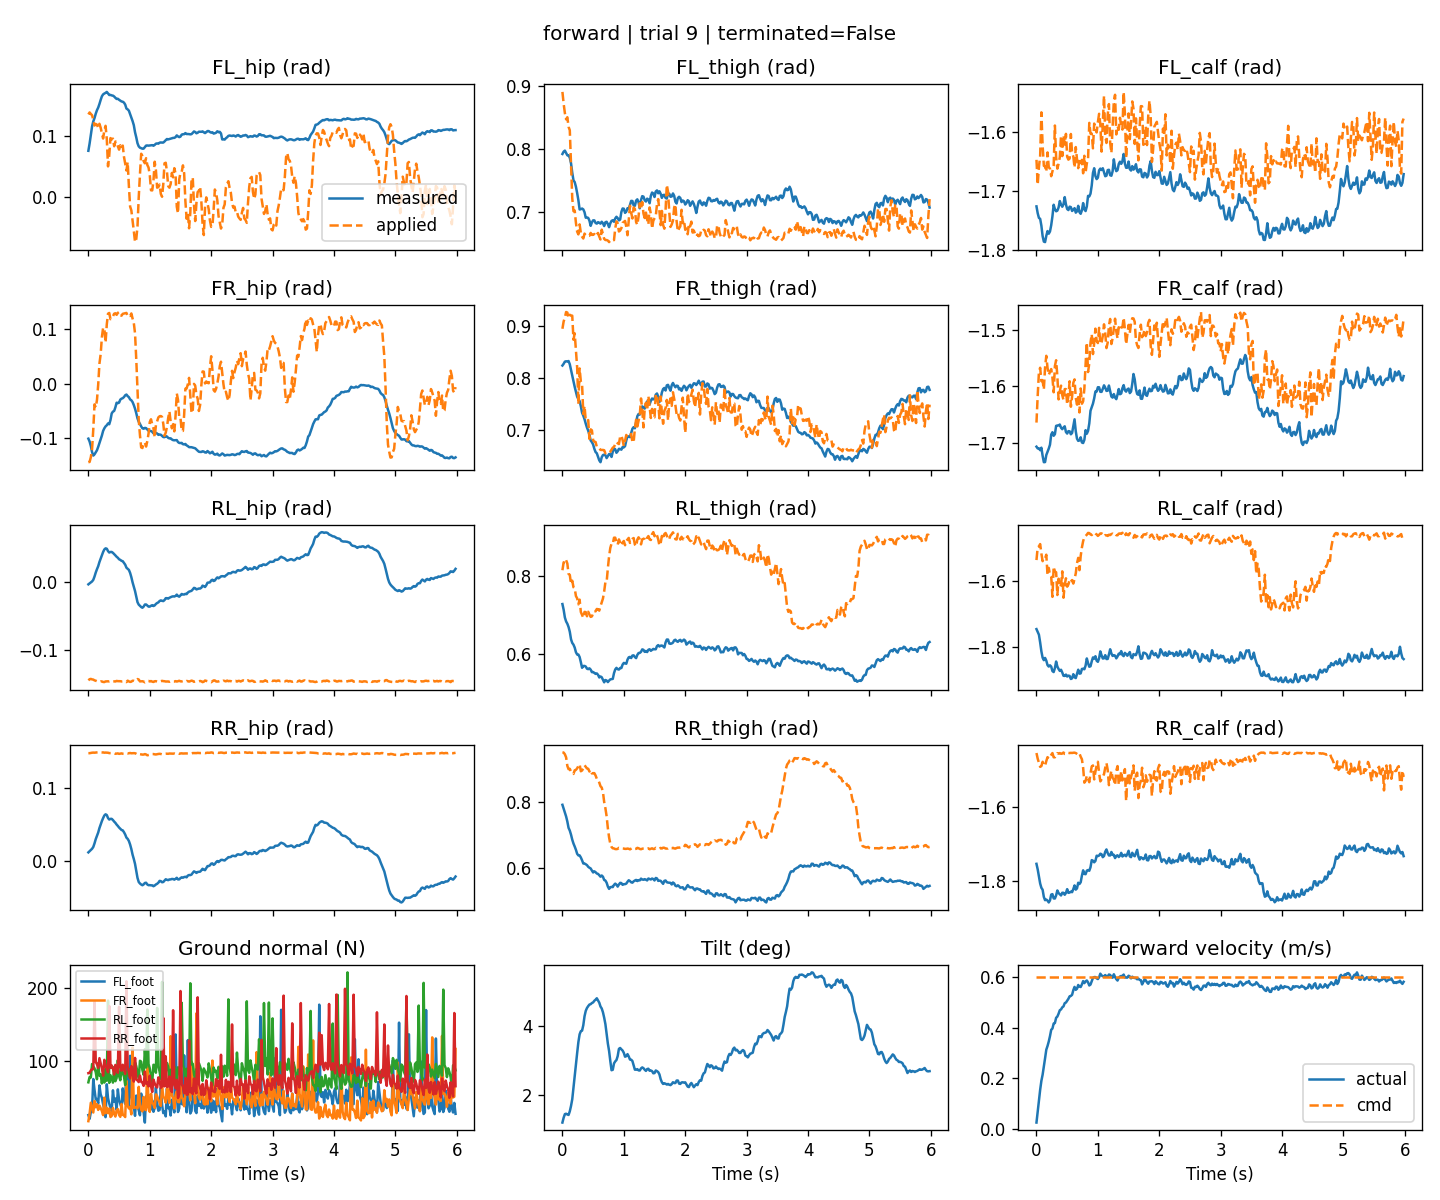 forward | trial 9 | terminated=False
FL_hip (rad)
FL_thigh (rad)
FL_calf (rad)
0.1
0.0
measured
applied
0.9
0.8
0.7
−1.6
−1.7
−1.8
FR_hip (rad)
FR_thigh (rad)
FR_calf (rad)
0.1
0.0
−0.1
0.9
0.8
0.7
−1.5
−1.6
−1.7
RL_hip (rad)
RL_thigh (rad)
RL_calf (rad)
0.0
−0.1
0.8
0.6
−1.6
−1.8
RR_hip (rad)
RR_thigh (rad)
RR_calf (rad)
0.1
0.0
0.8
0.6
−1.6
−1.8
Ground normal (N)
Tilt (deg)
Forward velocity (m/s)
200
100
FL_foot
FR_foot
RL_foot
RR_foot
4
2
0.6
0.4
0.2
0.0
actual
cmd
0 1 2 3 4 5 6
0 1 2 3 4 5 6
0 1 2 3 4 5 6
Time (s)
Time (s)
Time (s)